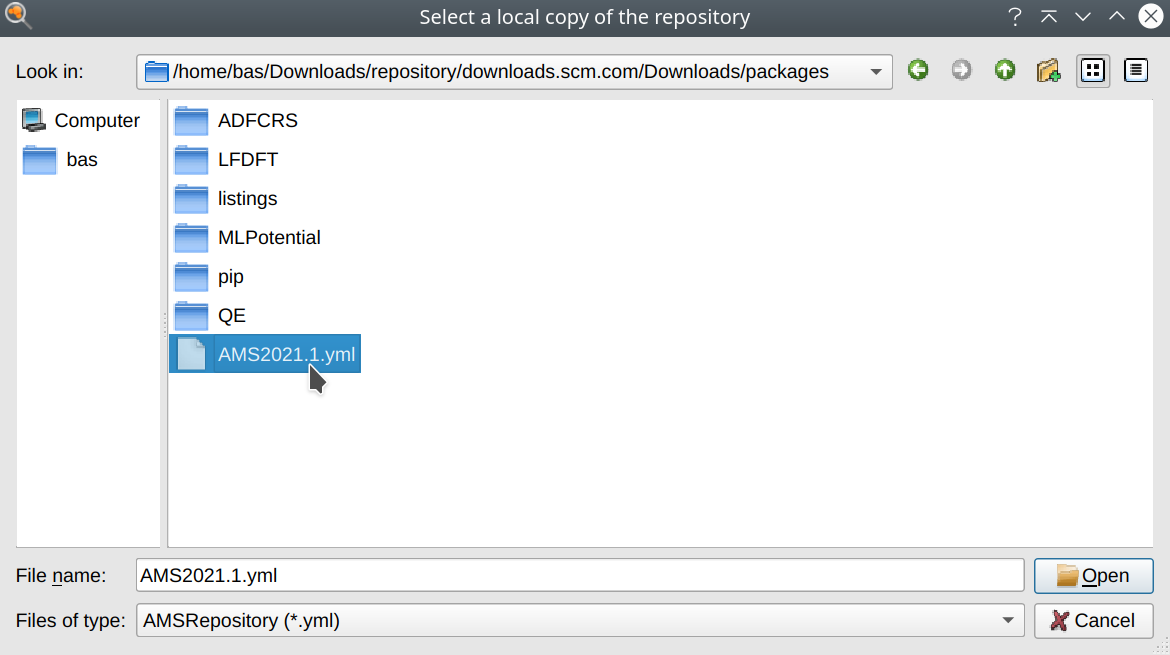 Select a local copy of the repository
Look in: /home/bas/Downloads/repository/downloads.scm.com/Downloads/packages
Computer
bas
ADFCRS
LFDFT
listings
MLPotential
pip
QE
AMS2021.1.yml
File name: AMS2021.1.yml Open
Files of type: AMSRepository (*.yml) Cancel